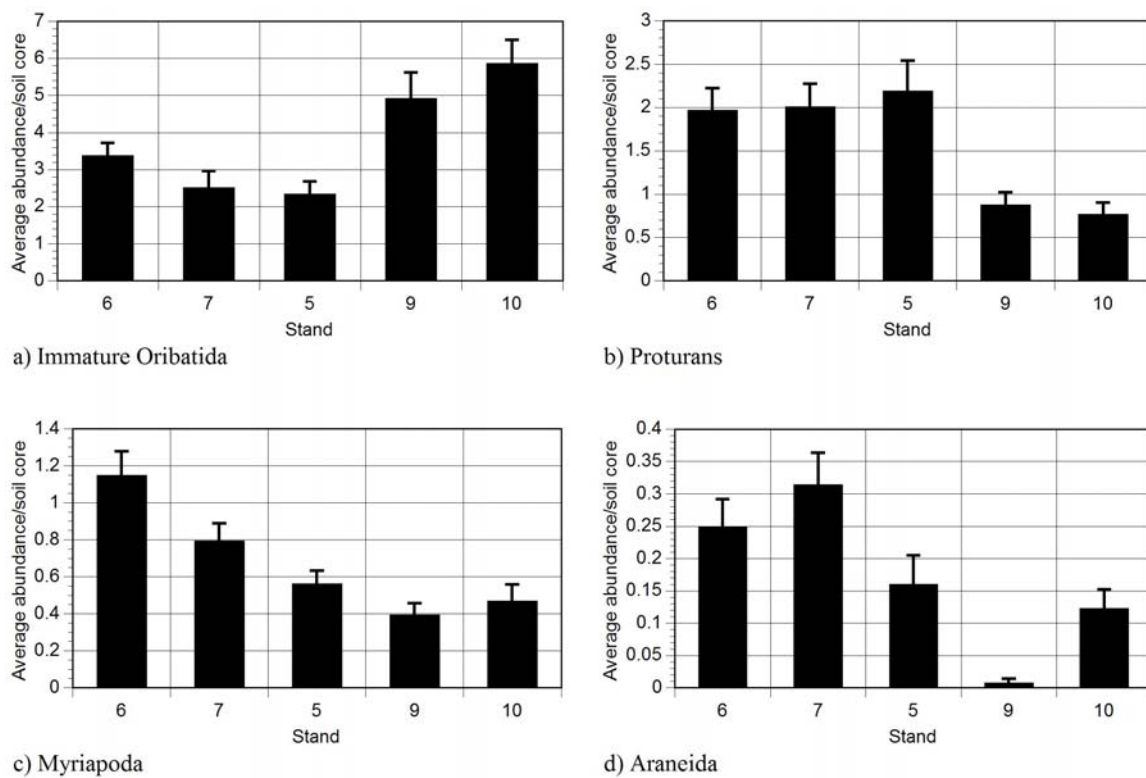 Average abundance/soil core
7
6
5
4
3
2
1
0
6 7 5 9 10
Stand
a) Immature Oribatida
Average abundance/soil core
3
2.5
2
1.5
1
0.5
0
6 7 5 9 10
Stand
b) Proturans
Average abundance/soil core
1.4
1.2
1
0.8
0.6
0.4
0.2
0
6 7 5 9 10
Stand
c) Myriapoda
Average abundance/soil core
0.4
0.35
0.3
0.25
0.2
0.15
0.1
0.05
0
6 7 5 9 10
Stand
d) Araneida